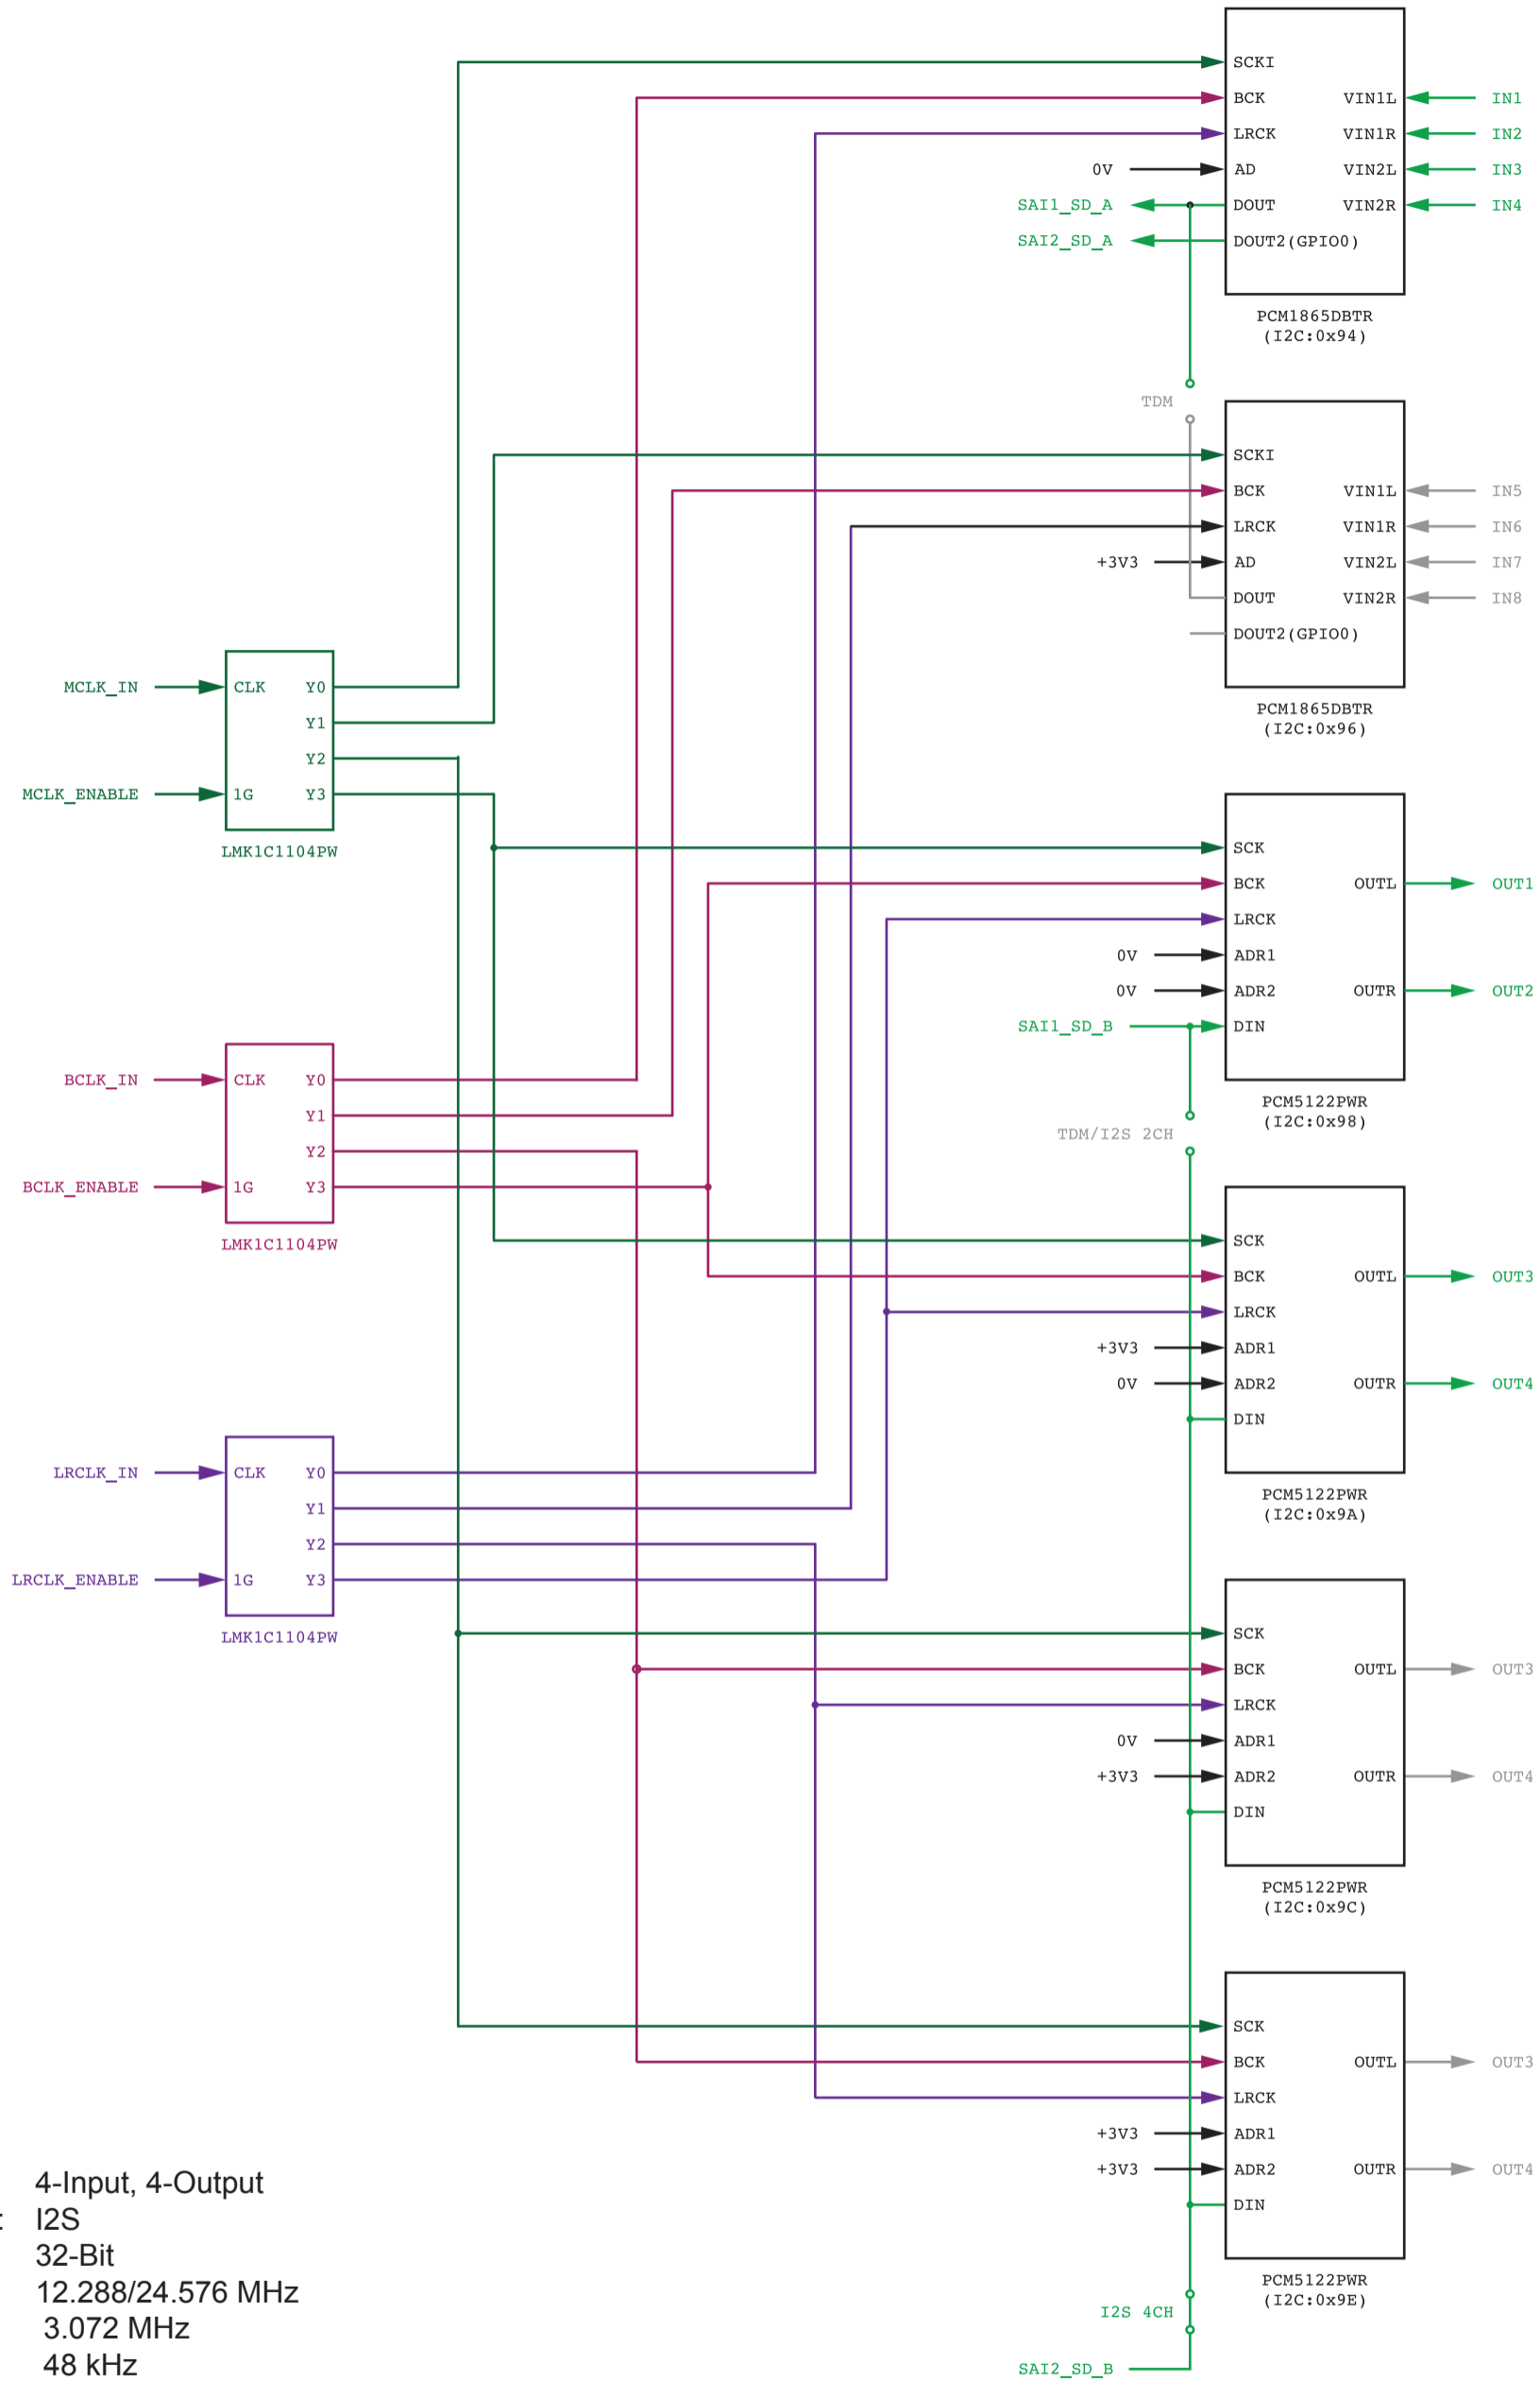 SCKI
BCK VIN1L IN1
LRCK VIN1R IN2
0V AD VIN2L IN3
SAI1_SD_A DOUT VIN2R IN4
SAI2_SD_A DOUT2(GPIO0)
PCM1865DBTR
(I2C:0x94)
TDM
SCKI
BCK VIN1L IN5
LRCK VIN1R IN6
+3V3 AD VIN2L IN7
DOUT VIN2R IN8
DOUT2(GPIO0)
PCM1865DBTR
(I2C:0x96)
MCLK_IN CLK Y0
Y1
Y2
MCLK_ENABLE 1G Y3
LMK1C1104PW
SCK
BCK OUTL OUT1
LRCK
0V ADR1
0V ADR2 OUTR OUT2
SAI1_SD_B DIN
PCM5122PWR
(I2C:0x98)
BCLK_IN CLK Y0
Y1
Y2
BCLK_ENABLE 1G Y3
LMK1C1104PW
TDM/I2S 2CH
SCK
BCK OUTL OUT3
LRCK
+3V3 ADR1
0V ADR2 OUTR OUT4
DIN
PCM5122PWR
(I2C:0x9A)
LRCLK_IN CLK Y0
Y1
Y2
LRCLK_ENABLE 1G Y3
LMK1C1104PW
SCK
BCK OUTL OUT3
LRCK
0V ADR1
+3V3 ADR2 OUTR OUT4
DIN
PCM5122PWR
(I2C:0x9C)
SCK
BCK OUTL OUT3
LRCK
+3V3 ADR1
+3V3 ADR2 OUTR OUT4
DIN
PCM5122PWR
(I2C:0x9E)
I2S 4CH
SAI2_SD_B
4-Input, 4-Output
: I2S
32-Bit
12.288/24.576 MHz
3.072 MHz
48 kHz